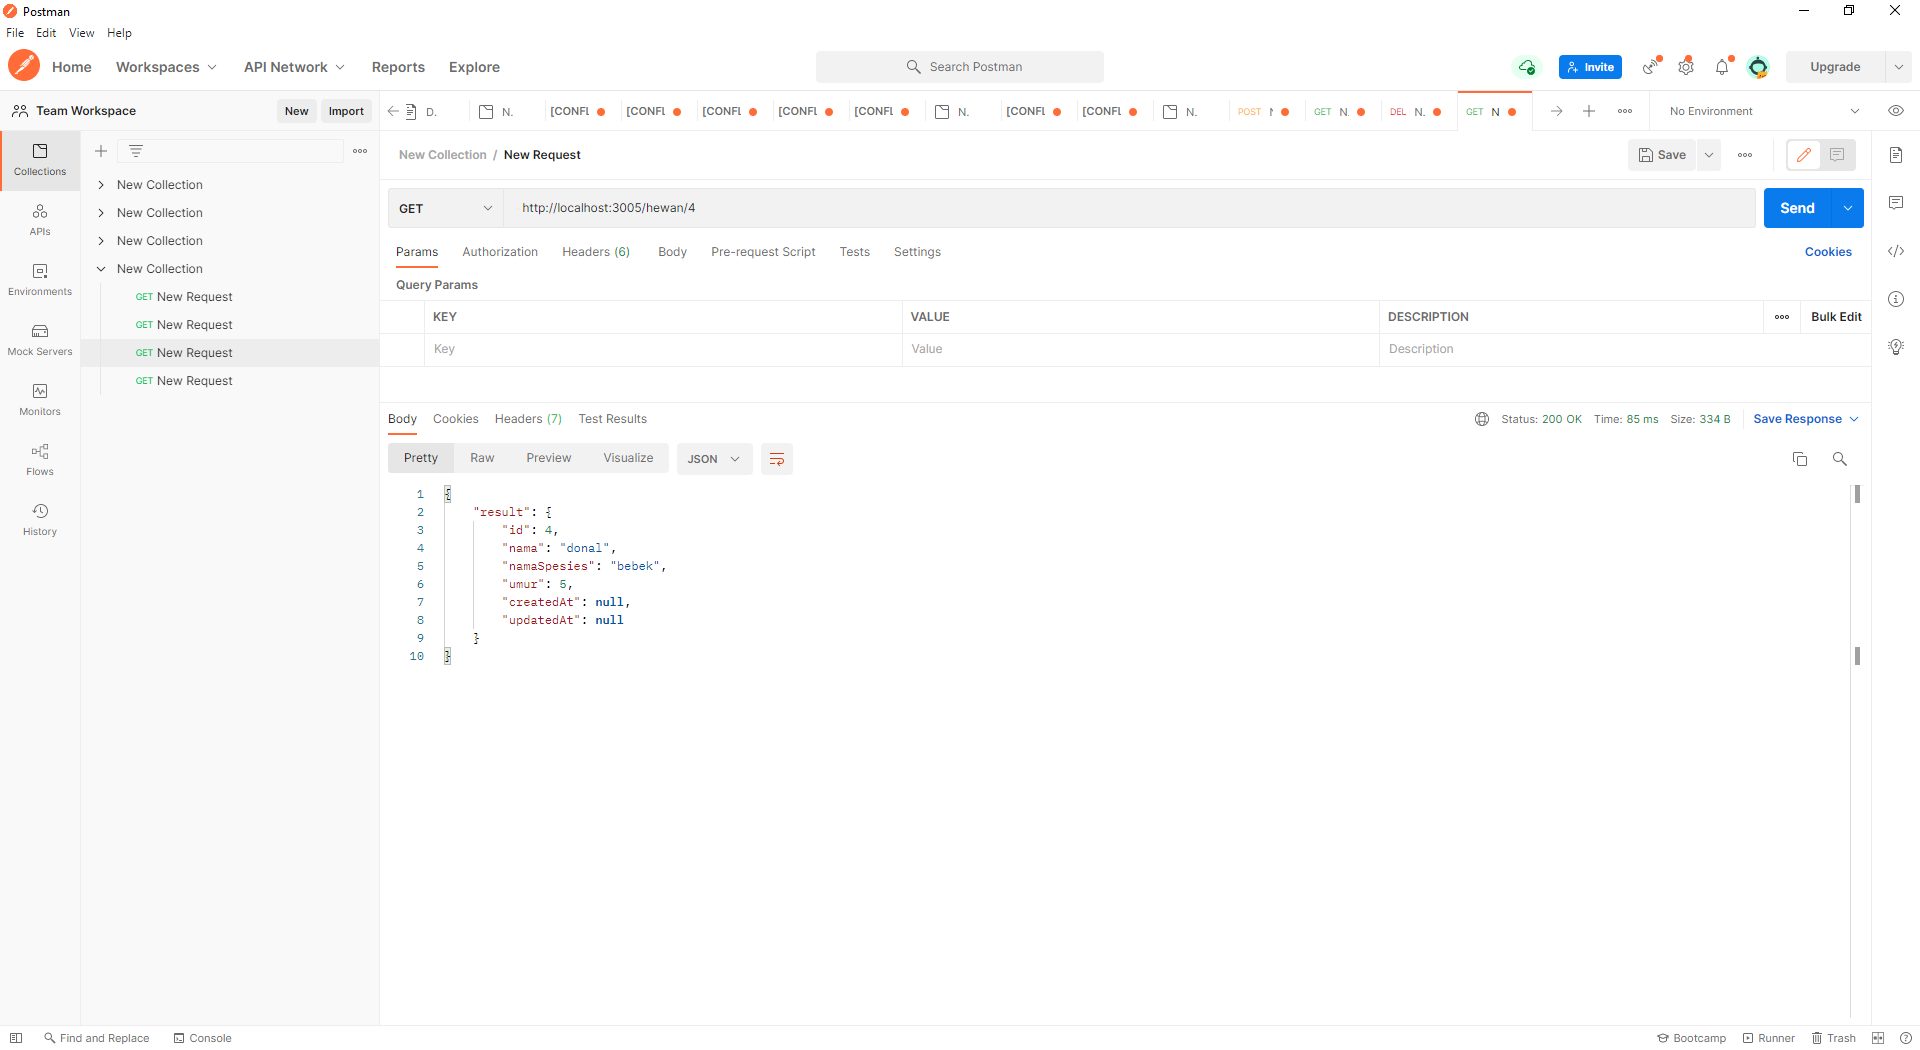 Postman
File Edit View Help
Home Workspaces API Network Reports Explore Search Postman Invite Upgrade
Team Workspace New Import D. N. [CONFL [CONFL [CONFL [CONFL [CONFL N. [CONFL [CONFL N. POST GET N. DEL N. GET N No Environment
Collections
APIs
Environments
Mock Servers
Monitors
Flows
History
New Collection
New Collection
New Collection
New Collection
GET New Request
GET New Request
GET New Request
GET New Request
New Collection / New Request Save
GET http://localhost:3005/hewan/4 Send
Params Authorization Headers (6) Body Pre-request Script Tests Settings Cookies
Query Params
KEY VALUE DESCRIPTION Bulk Edit
Key Value Description
Body Cookies Headers (7) Test Results Status: 200 OK Time: 85 ms Size: 334 B Save Response
Pretty Raw Preview Visualize JSON
1 {
2 "result": {
3 "id": 4,
4 "nama": "donal",
5 "namaSpesies": "bebek",
6 "umur": 5,
7 "createdAt": null,
8 "updatedAt": null
9 }
10 }
Find and Replace Console Bootcamp Runner Trash